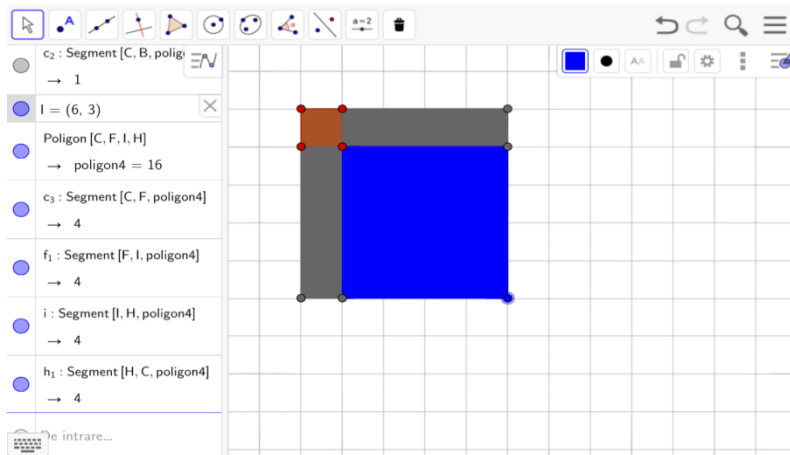 a=2
c₂ : Segment [C, B, polig
→ 1
I = (6, 3)
Poligon [C, F, I, H]
→ poligon4 = 16
c₃ : Segment [C, F, poligon4]
→ 4
f₁ : Segment [F, I, poligon4]
→ 4
i : Segment [I, H, poligon4]
→ 4
h₁ : Segment [H, C, poligon4]
→ 4
De intrare...
A
AA